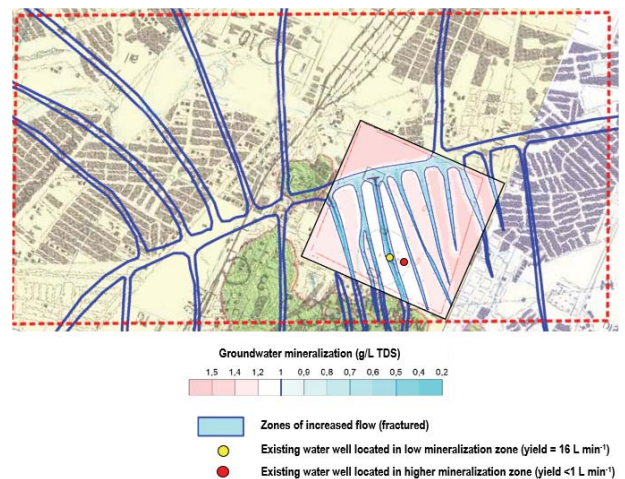 Groundwater mineralization (g/L TDS)
1,5 1,4 1,2 1 0,9 0,8 0,7 0,6 0,5 0,4 0,2
Zones of increased flow (fractured)
Existing water well located in low mineralization zone (yield = 16 L min⁻¹)
Existing water well located in higher mineralization zone (yield <1 L min⁻¹)